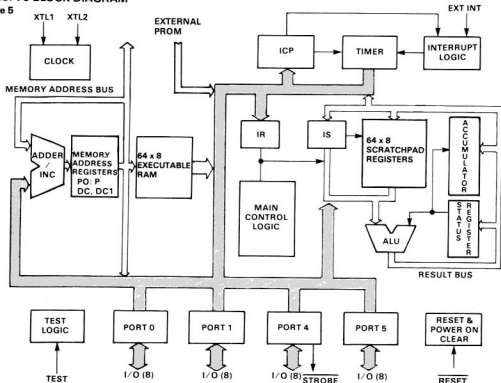 BLOCK DIAGRAM
e 5
XTL1 XTL2
CLOCK
EXTERNAL
PROM
ICP
TIMER
EXT INT
INTERRUPT
LOGIC
MEMORY ADDRESS BUS
ADDER
/
INC
MEMORY
ADDRESS
REGISTERS
PO: P
DC, DC1
64 x 8
EXECUTABLE
RAM
IR
IS
64 x 8
SCRATCHPAD
REGISTERS
ACCUMULATOR
MAIN
CONTROL
LOGIC
STATUS
REGISTER
ALU
RESULT BUS
TEST
LOGIC
PORT 0
PORT 1
PORT 4
PORT 5
RESET &
POWER ON
CLEAR
TEST
I/O (8)
I/O (8)
I/O (8)
STROBE
I/O (8)
RESET